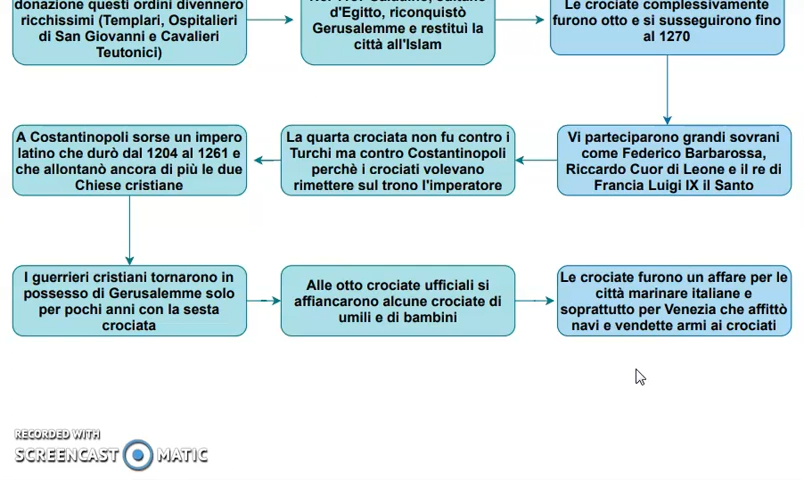 donazione questi ordini divennero
ricchissimi (Templari, Ospitalieri
di San Giovanni e Cavalieri
Teutonici)
d'Egitto, riconquistò
Gerusalemme e restituì la
città all'Islam
Le crociate complessivamente
furono otto e si susseguirono fino
al 1270
A Costantinopoli sorse un impero
latino che durò dal 1204 al 1261 e
che allontanò ancora di più le due
Chiese cristiane
La quarta crociata non fu contro i
Turchi ma contro Costantinopoli
perchè i crociati volevano
rimettere sul trono l'imperatore
Vi parteciparono grandi sovrani
come Federico Barbarossa,
Riccardo Cuor di Leone e il re di
Francia Luigi IX il Santo
I guerrieri cristiani tornarono in
possesso di Gerusalemme solo
per pochi anni con la sesta
crociata
Alle otto crociate ufficiali si
affiancarono alcune crociate di
umili e di bambini
Le crociate furono un affare per le
città marinare italiane e
soprattutto per Venezia che affittò
navi e vendette armi ai crociati
RECORDED WITH
SCREENCAST MATIC